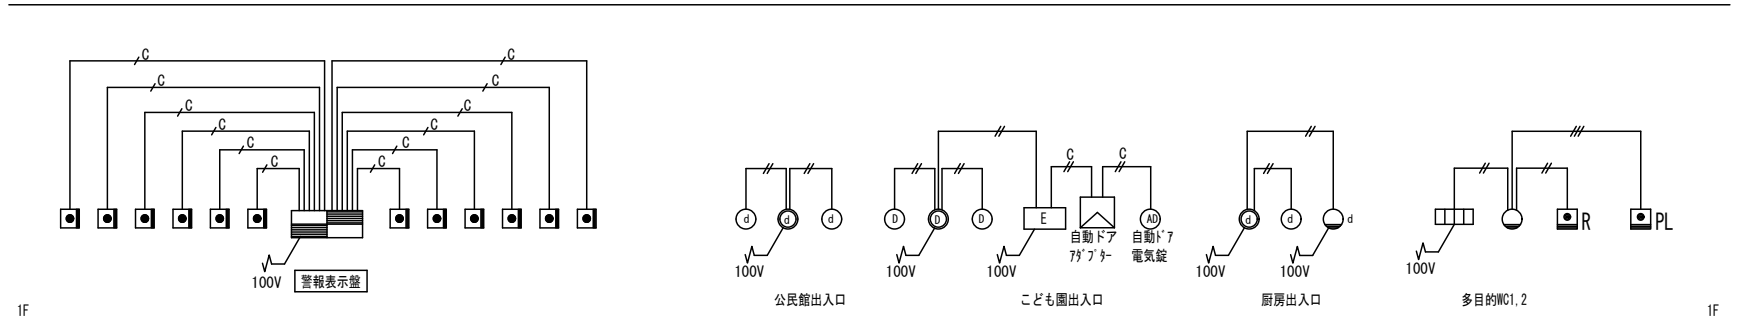 C C
C C
C C
C C
C C
C C
100V
警報表示盤
d d d
100V
公民館出入口
D D D
100V
E
100V
C C
自動ドア
アダプター
AD
自動ドア
電気錠
こども園出入口
d d d
100V 100V
厨房出入口
R
PL
100V
多目的WC1,2
1F 1F